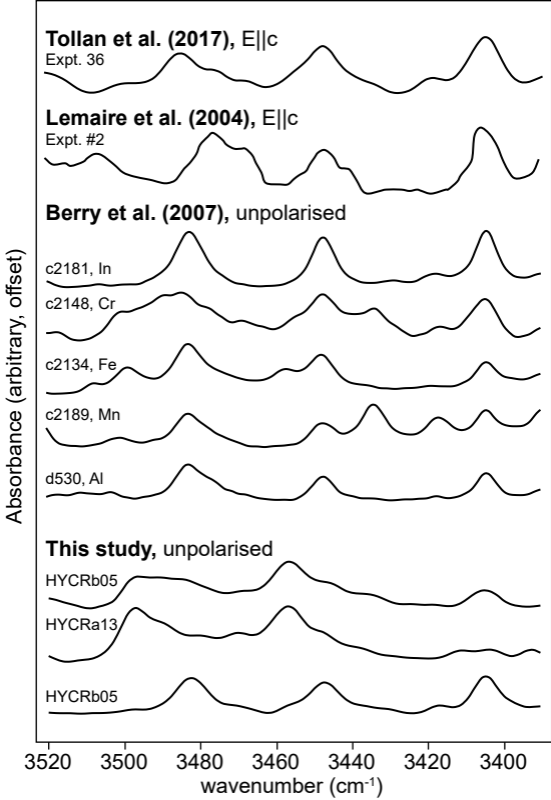 Tollan et al. (2017), E||c
Expt. 36
Lemaire et al. (2004), E||c
Expt. #2
Berry et al. (2007), unpolarised
c2181, In
c2148, Cr
c2134, Fe
c2189, Mn
d530, Al
This study, unpolarised
HYCRb05
HYCRa13
HYCRb05
Absorbance (arbitrary, offset)
3520 3500 3480 3460 3440 3420 3400
wavenumber (cm⁻¹)